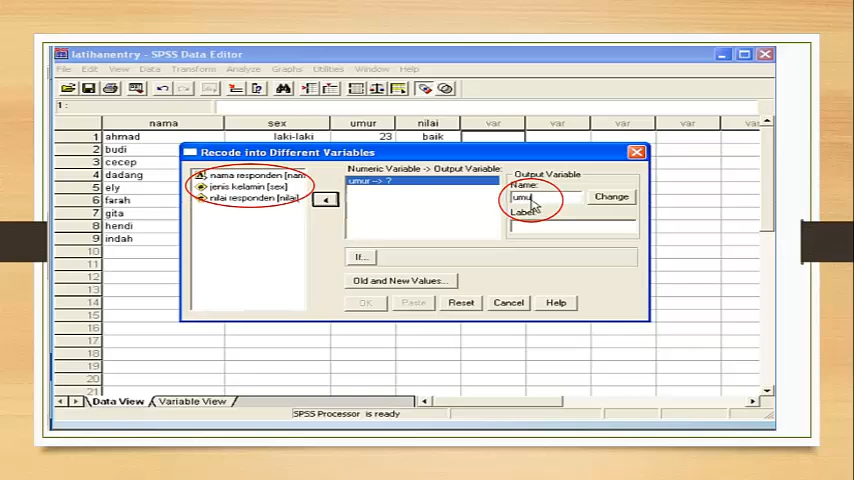 latihanentry - SPSS Data Editor
File Edit View Data Transform Analyze Graphs Utilities Window Help
1 :
nama sex umur nilai var var var var
1 ahmad laki-laki 23 baik
2 budi
3 cecep
4 dadang
5 ely
6 farah
7 gita
8 hendi
9 indah
10
11
12
13
14
15
16
17
18
19
20
21
Recode into Different Variables
nama responden [nam
jenis kelamin [sex]
nilai responden [nilai]
Numeric Variable -> Output Variable:
umur --> ?
Output Variable
Name:
umu
Change
Label:
If...
Old and New Values...
OK Paste Reset Cancel Help
Data View Variable View
SPSS Processor is ready